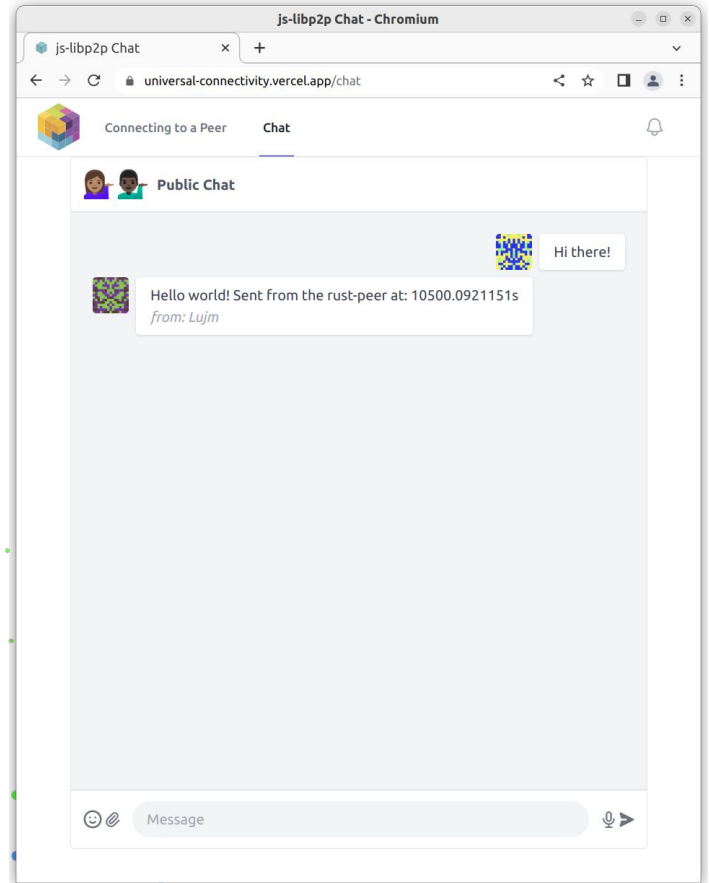 js-libp2p Chat - Chromium
js-libp2p Chat
universal-connectivity.vercel.app/chat
Connecting to a Peer Chat
Public Chat
Hi there!
Hello world! Sent from the rust-peer at: 10500.0921151s
from: Lujm
Message